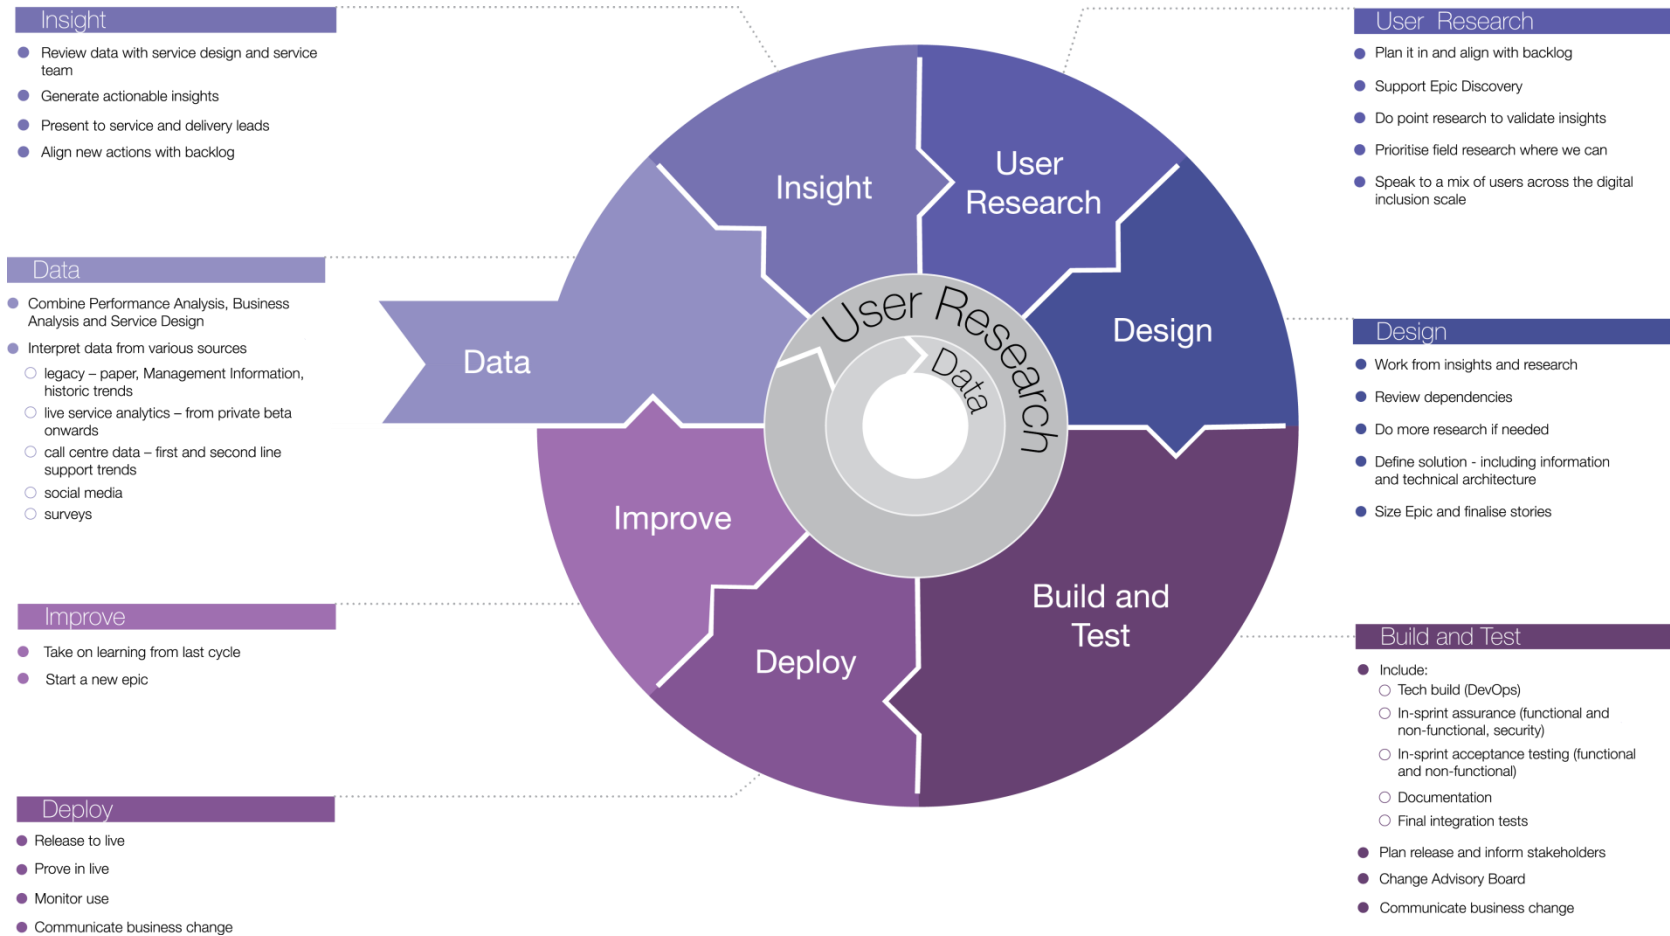 Insight
Review data with service design and service
team
Generate actionable insights
Present to service and delivery leads
Align new actions with backlog
Data
Combine Performance Analysis, Business
Analysis and Service Design
Interpret data from various sources
legacy – paper, Management Information,
historic trends
live service analytics – from private beta
onwards
call centre data – first and second line
support trends
social media
surveys
Improve
Take on learning from last cycle
Start a new epic
Deploy
Release to live
Prove in live
Monitor use
Communicate business change
Insight
User
Research
Design
Build and
Test
Deploy
Improve
Data
User Research
Data
User Research
Plan it in and align with backlog
Support Epic Discovery
Do point research to validate insights
Prioritise field research where we can
Speak to a mix of users across the digital
inclusion scale
Design
Work from insights and research
Review dependencies
Do more research if needed
Define solution - including information
and technical architecture
Size Epic and finalise stories
Build and Test
Include:
Tech build (DevOps)
In-sprint assurance (functional and
non-functional, security)
In-sprint acceptance testing (functional
and non-functional)
Documentation
Final integration tests
Plan release and inform stakeholders
Change Advisory Board
Communicate business change